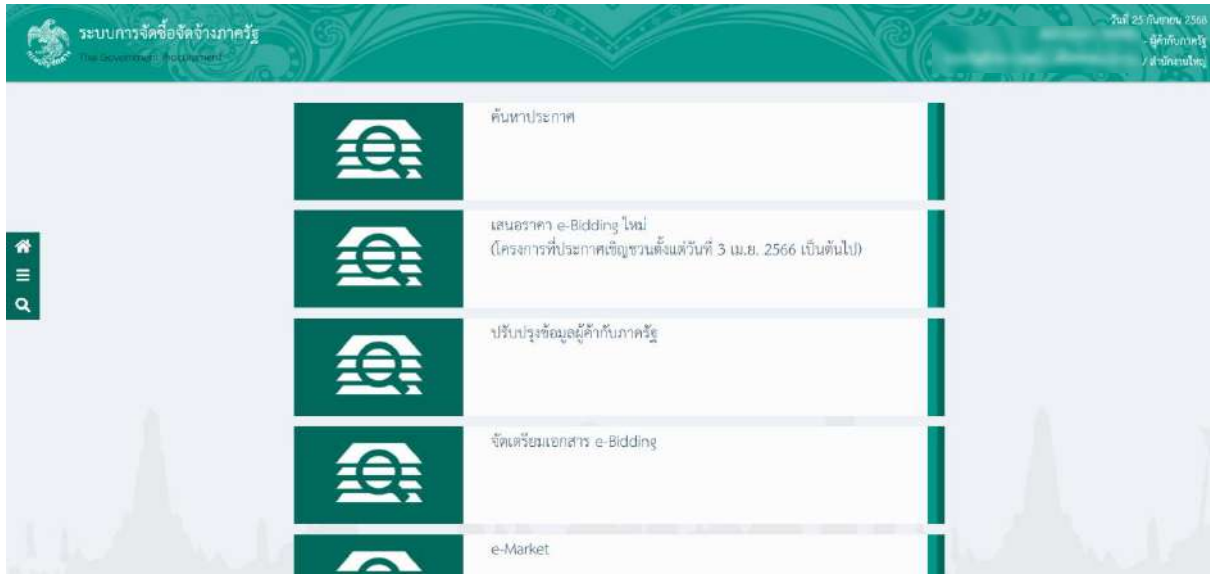 ระบบการจัดซื้อจัดจ้างภาครัฐ
The Government Procurement
วันที่ 25 กันยายน 2568
- ผู้ค้ากับภาครัฐ
/ สำนักงานใหญ่
ค้นหาประกาศ
เสนอราคา e-Bidding ใหม่
(โครงการที่ประกาศเชิญชวนตั้งแต่วันที่ 3 เม.ย. 2566 เป็นต้นไป)
ปรับปรุงข้อมูลผู้ค้ากับภาครัฐ
จัดเตรียมเอกสาร e-Bidding
e-Market